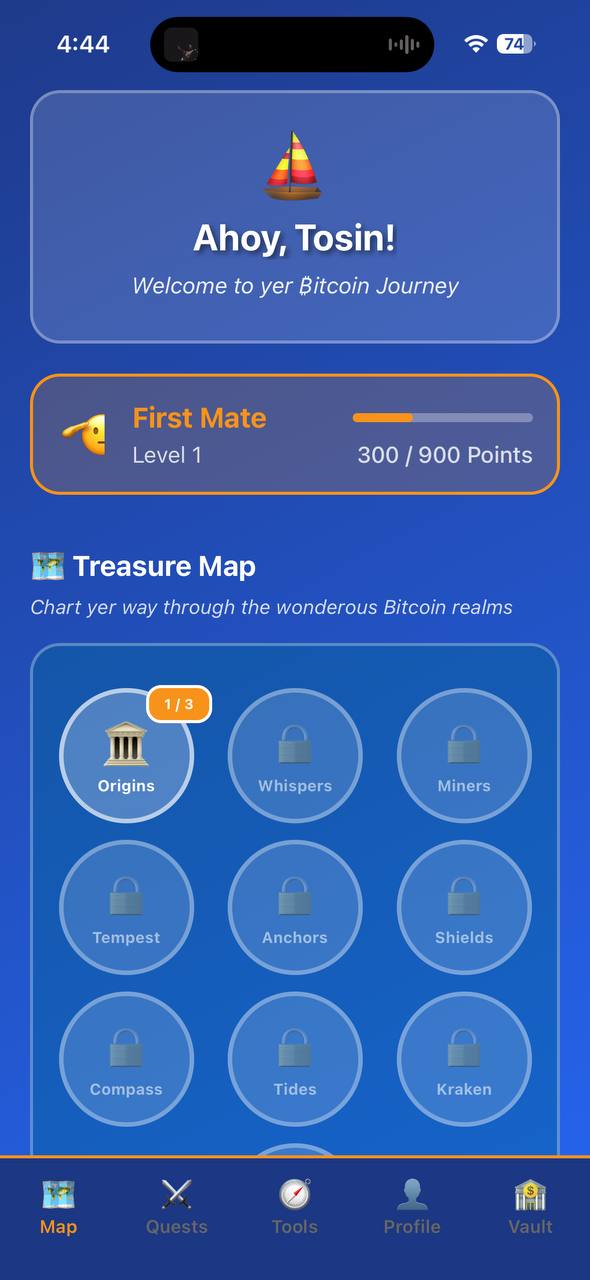 4:44
74
Ahoy, Tosin!
Welcome to yer ₿itcoin Journey
First Mate
Level 1
300 / 900 Points
Treasure Map
Chart yer way through the wonderous Bitcoin realms
1 / 3
Origins
Whispers
Miners
Tempest
Anchors
Shields
Compass
Tides
Kraken
Map
Quests
Tools
Profile
Vault